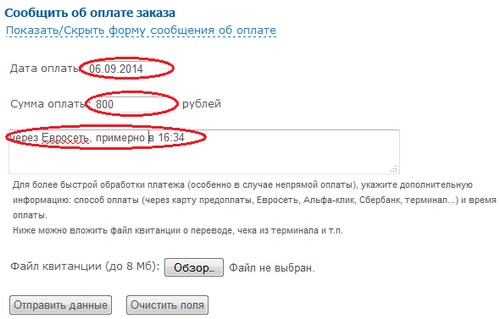 Сообщить об оплате заказа
Показать/Скрыть форму сообщения об оплате
Дата оплаты: 06.09.2014
Сумма оплаты: 800 рублей
через Евросеть, примерно в 16:34
Для более быстрой обработки платежа (особенно в случае непрямой оплаты), укажите дополнительную
информацию: способ оплаты (через карту предоплаты, Евросеть, Альфа-клик, Сбербанк, терминал...) и время
оплаты.
Ниже можно вложить файл квитанции о переводе, чека из терминала и т.п.
Файл квитанции (до 8 Мб): Обзор.. Файл не выбран.
Отправить данные Очистить поля